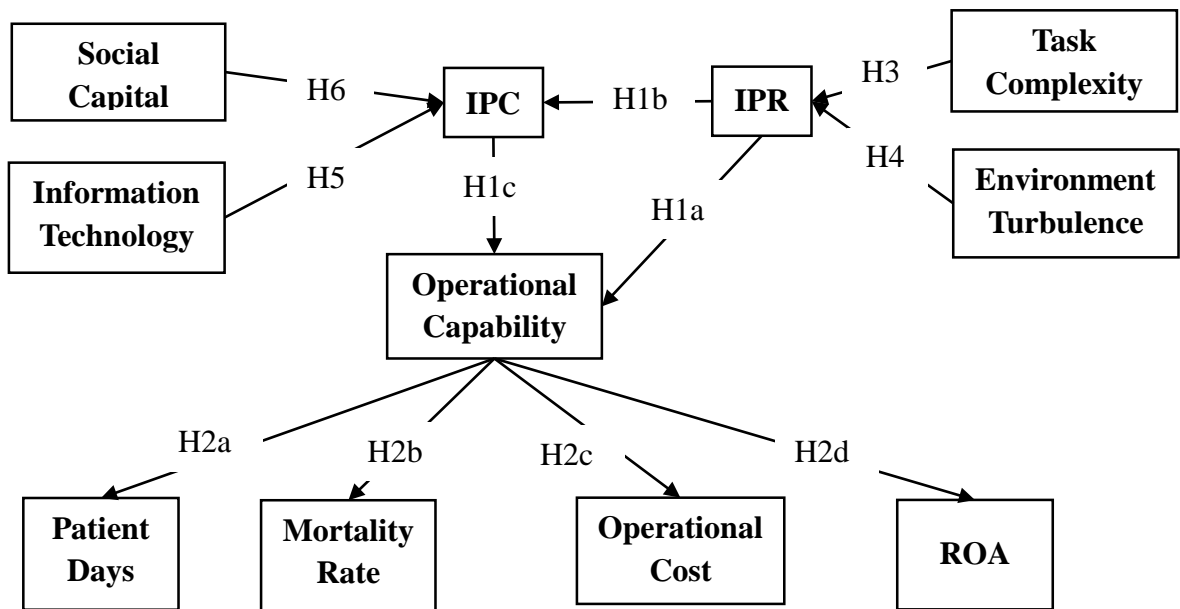 Social
Capital
H6
IPC
H1b
IPR
H3
Task
Complexity
Information
Technology
H5
H1c
H1a
H4
Environment
Turbulence
Operational
Capability
H2a
H2b
H2c
H2d
Patient
Days
Mortality
Rate
Operational
Cost
ROA